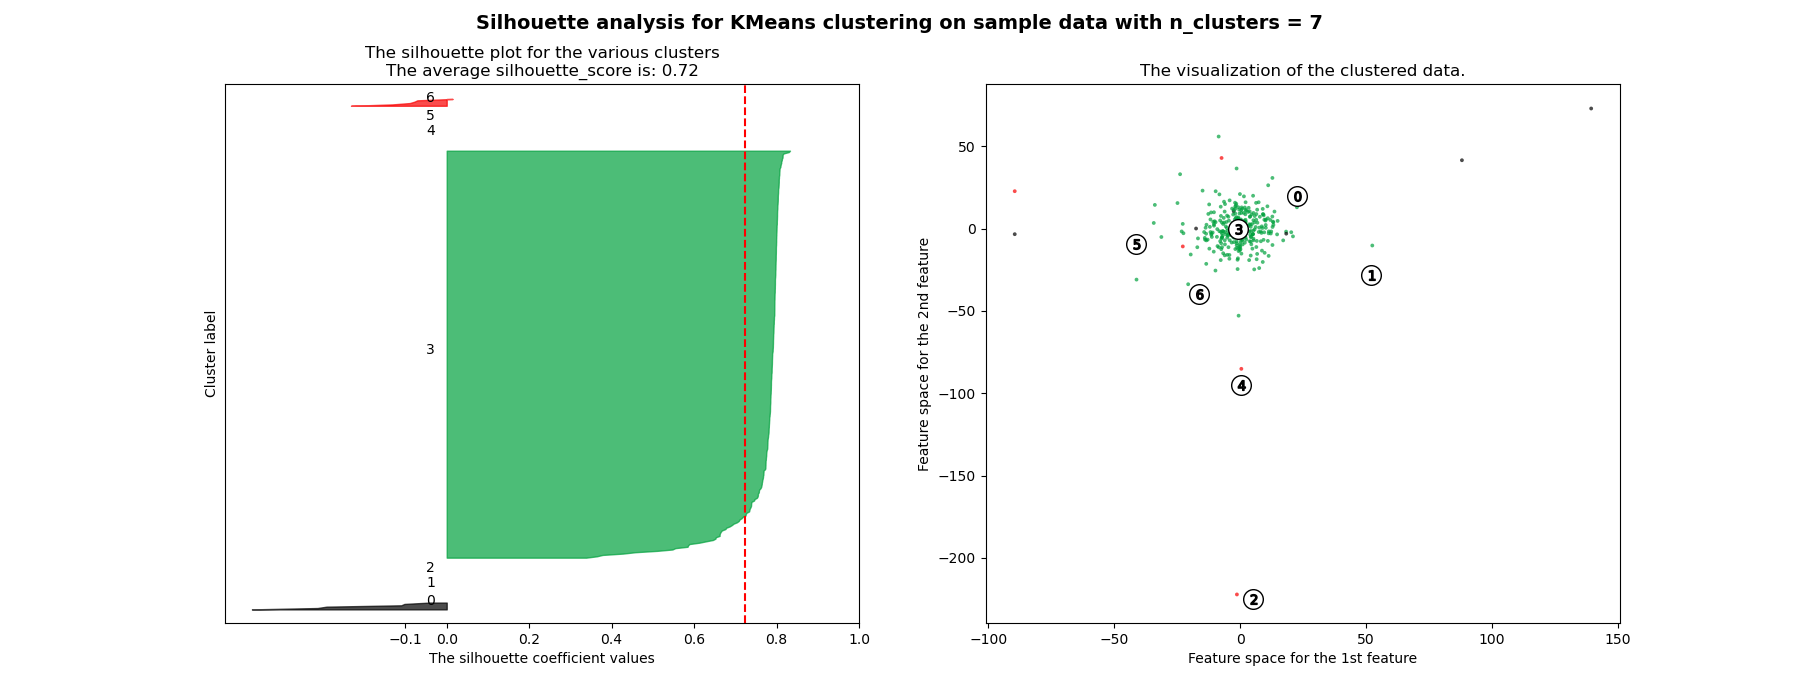 Silhouette analysis for KMeans clustering on sample data with n_clusters = 7
The silhouette plot for the various clusters
The average silhouette_score is: 0.72
6
5
4
3
2
1
0
Cluster label
−0.1 0.0 0.2 0.4 0.6 0.8 1.0
The silhouette coefficient values
The visualization of the clustered data.
50
0
−50
−100
−150
−200
Feature space for the 2nd feature
0
3
5
1
6
4
2
−100 −50 0 50 100 150
Feature space for the 1st feature